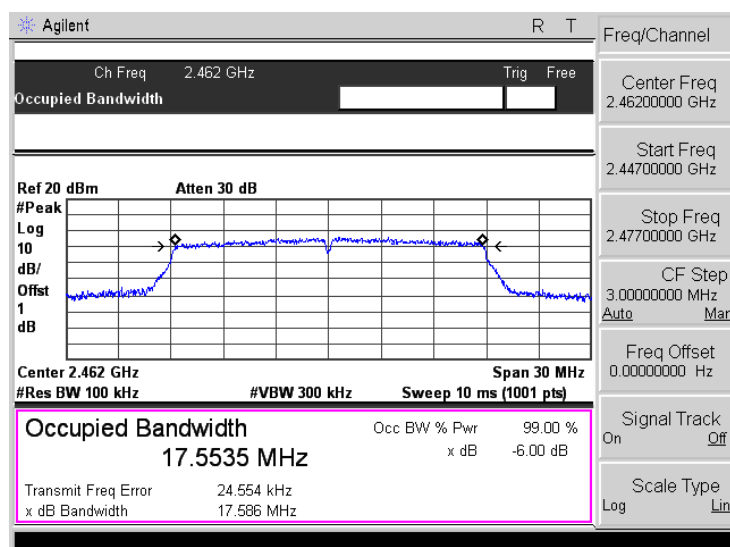 Agilent R T
Ch Freq 2.462 GHz Trig Free
Occupied Bandwidth
Ref 20 dBm Atten 30 dB
#Peak
Log
10
dB/
Offst
1
dB
Center 2.462 GHz Span 30 MHz
#Res BW 100 kHz #VBW 300 kHz Sweep 10 ms (1001 pts)
Occupied Bandwidth Occ BW % Pwr 99.00 %
17.5535 MHz x dB -6.00 dB
Transmit Freq Error 24.554 kHz
x dB Bandwidth 17.586 MHz
Freq/Channel
Center Freq
2.46200000 GHz
Start Freq
2.44700000 GHz
Stop Freq
2.47700000 GHz
CF Step
3.00000000 MHz
Auto Man
Freq Offset
0.00000000 Hz
Signal Track
On Off
Scale Type
Log Lin